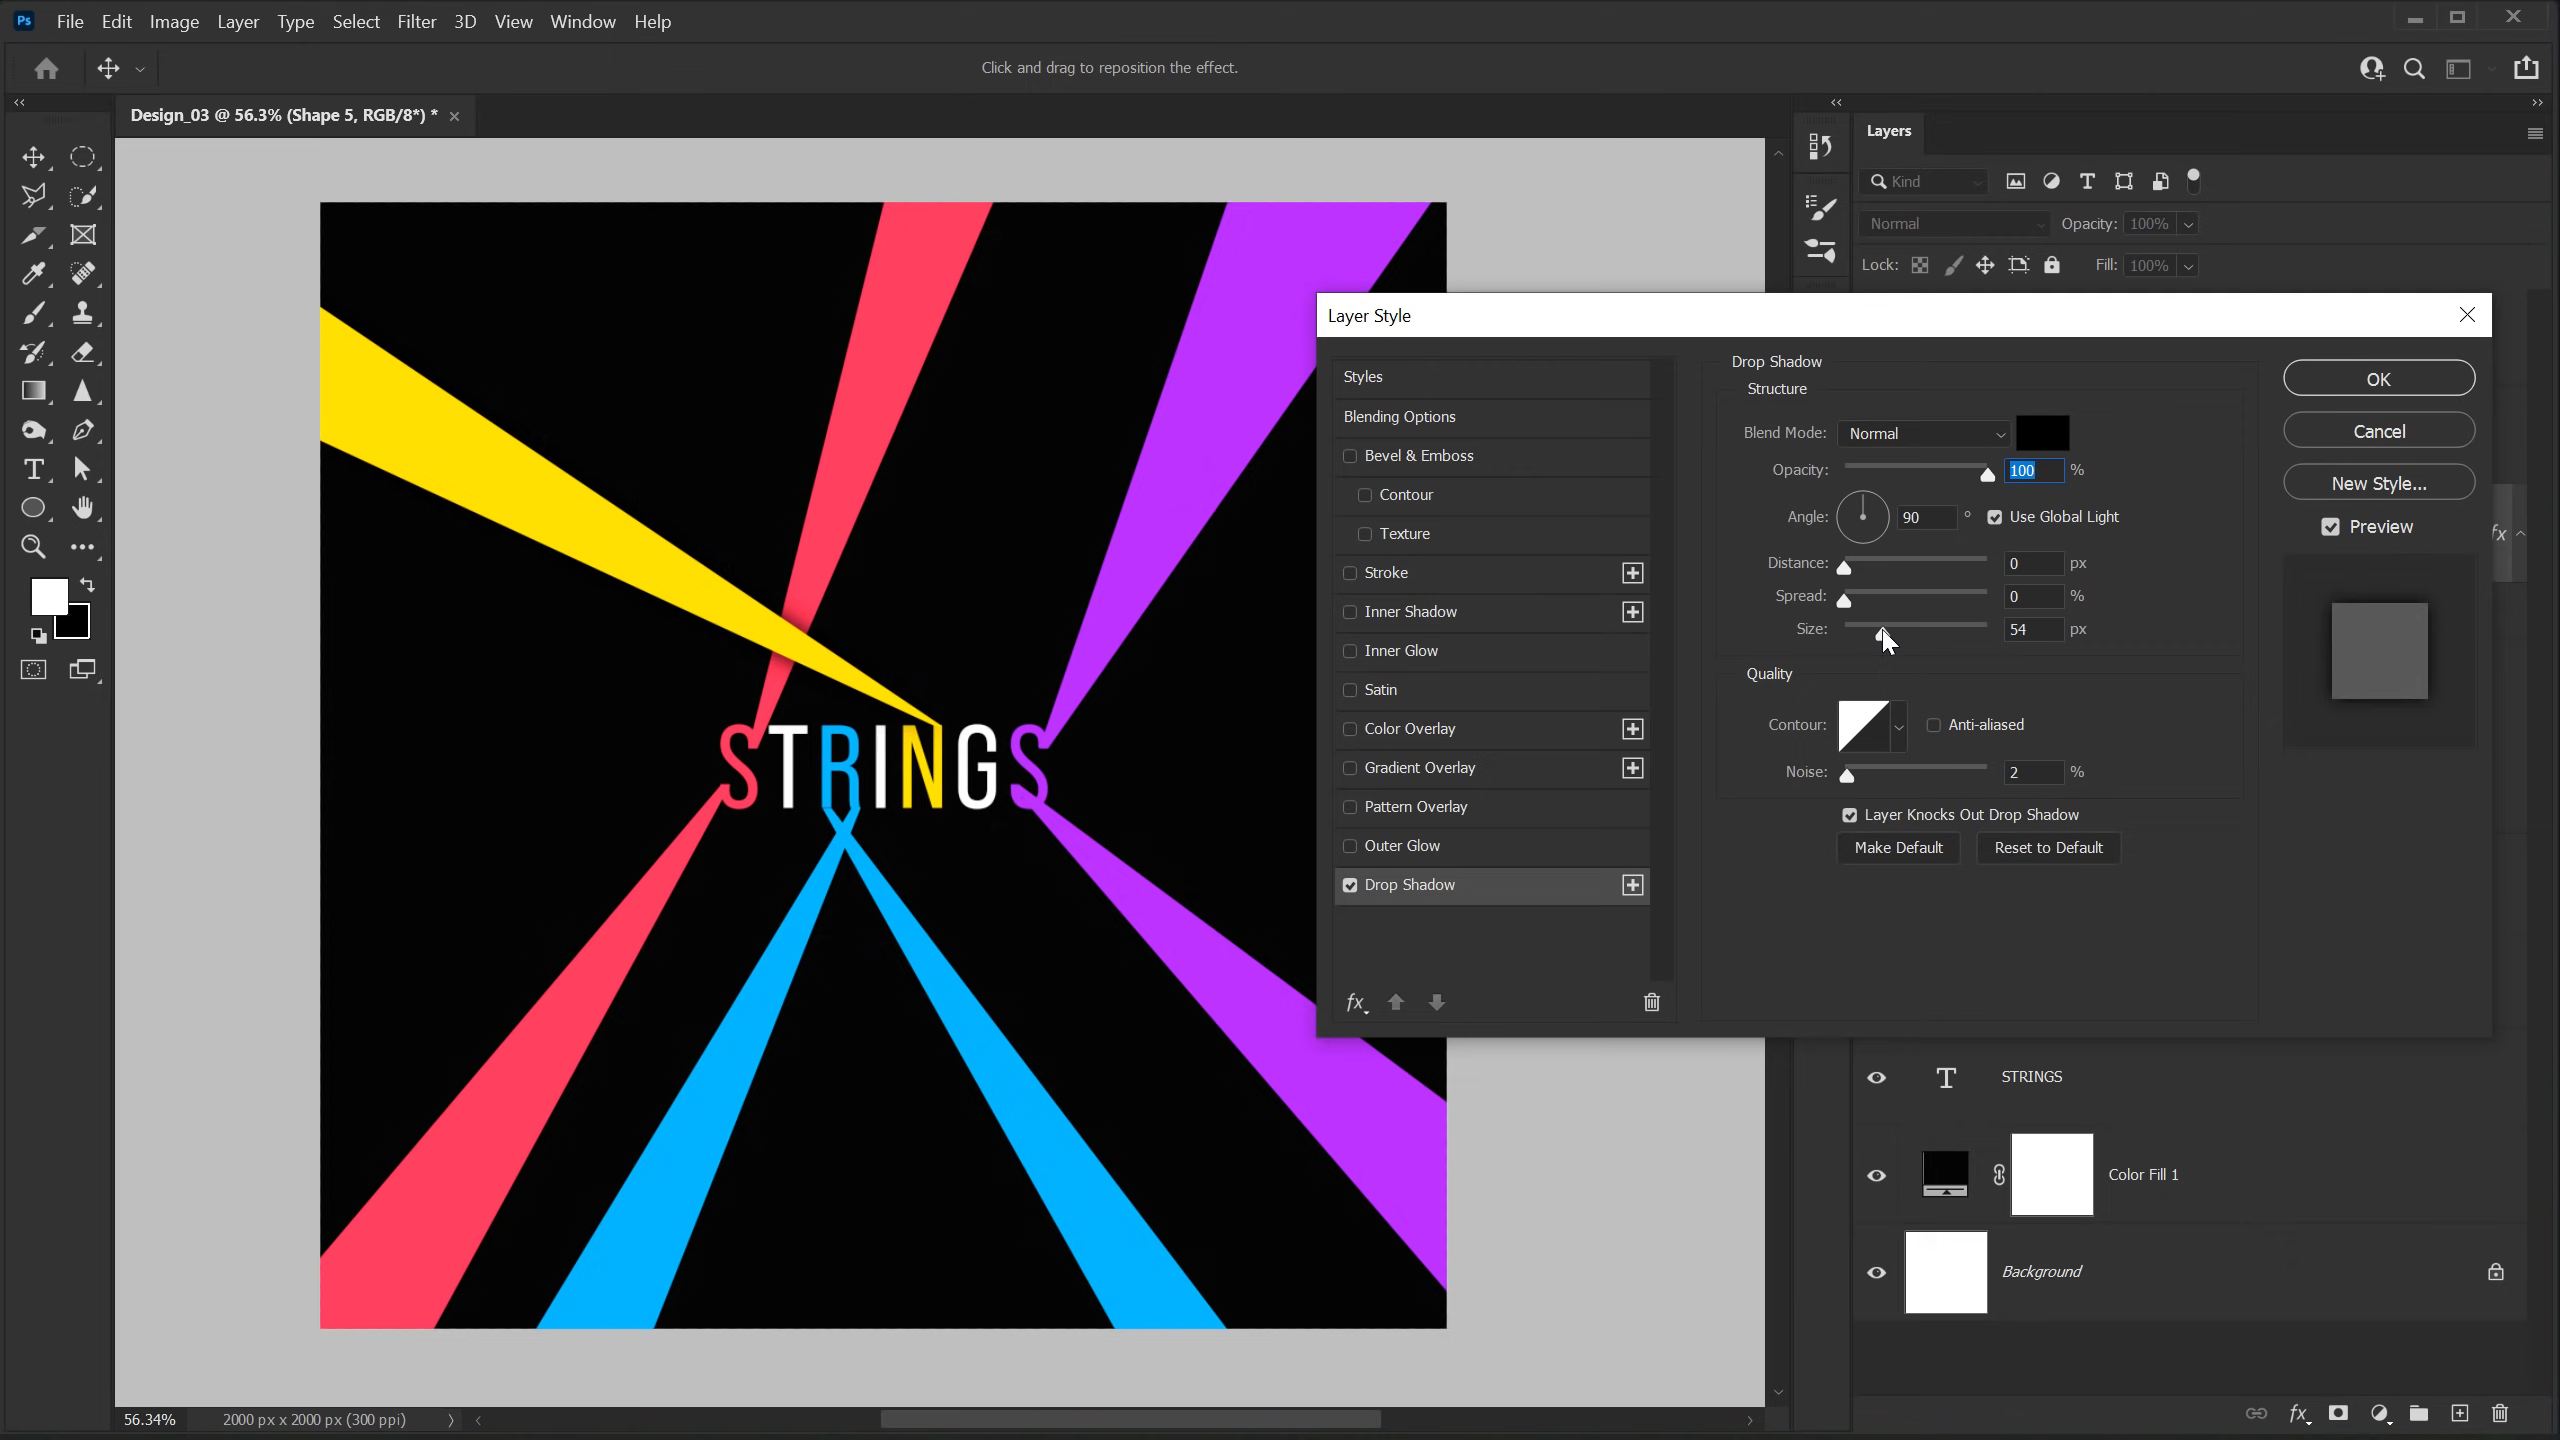 Ps File Edit Image Layer Type Select Filter 3D View Window Help
Click and drag to reposition the effect.
Design_03 @ 56.3% (Shape 5, RGB/8*) *
Layers
Kind
Normal Opacity: 100%
Lock: Fill: 100%
STRINGS
Layer Style
Styles
Blending Options
Bevel & Emboss
Contour
Texture
Stroke
Inner Shadow
Inner Glow
Satin
Color Overlay
Gradient Overlay
Pattern Overlay
Outer Glow
Drop Shadow
fx
Drop Shadow
Structure
Blend Mode: Normal
Opacity: 100 %
Angle: 90 ° Use Global Light
Distance: 0 px
Spread: 0 %
Size: 54 px
Quality
Contour: Anti-aliased
Noise: 2 %
Layer Knocks Out Drop Shadow
Make Default Reset to Default
OK
Cancel
New Style...
Preview
fx
STRINGS
Color Fill 1
Background
fx
56.34% 2000 px x 2000 px (300 ppi)